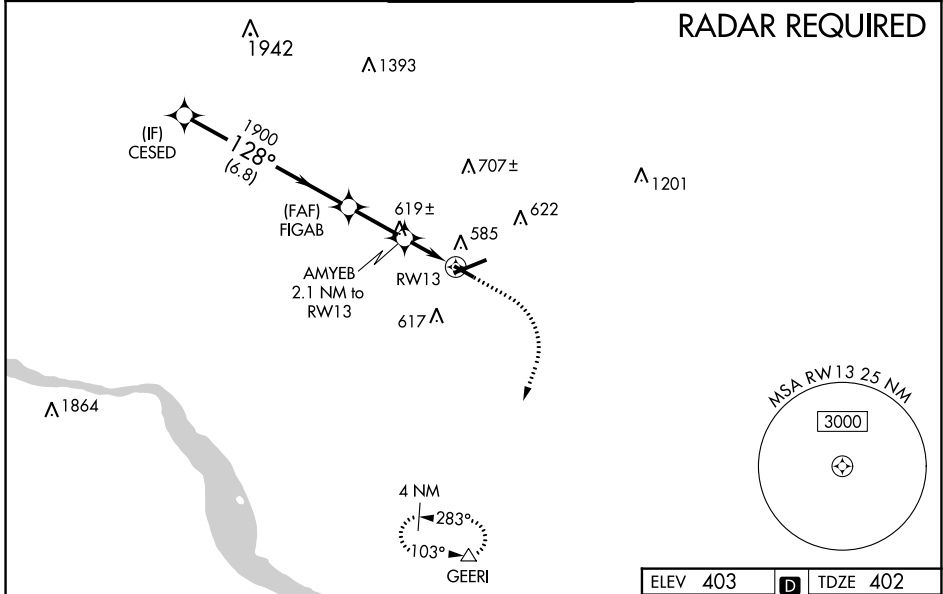 RADAR REQUIRED
1942
1393
(IF)
CESED
1900
128°
(6.8)
707±
1201
(FAF)
FIGAB
619±
622
585
AMYEB
2.1 NM to
RW13
RW13
617
1864
MSA RW13 25 NM
3000
4 NM
283°
103°
GEERI
ELEV 403
D
TDZE 402